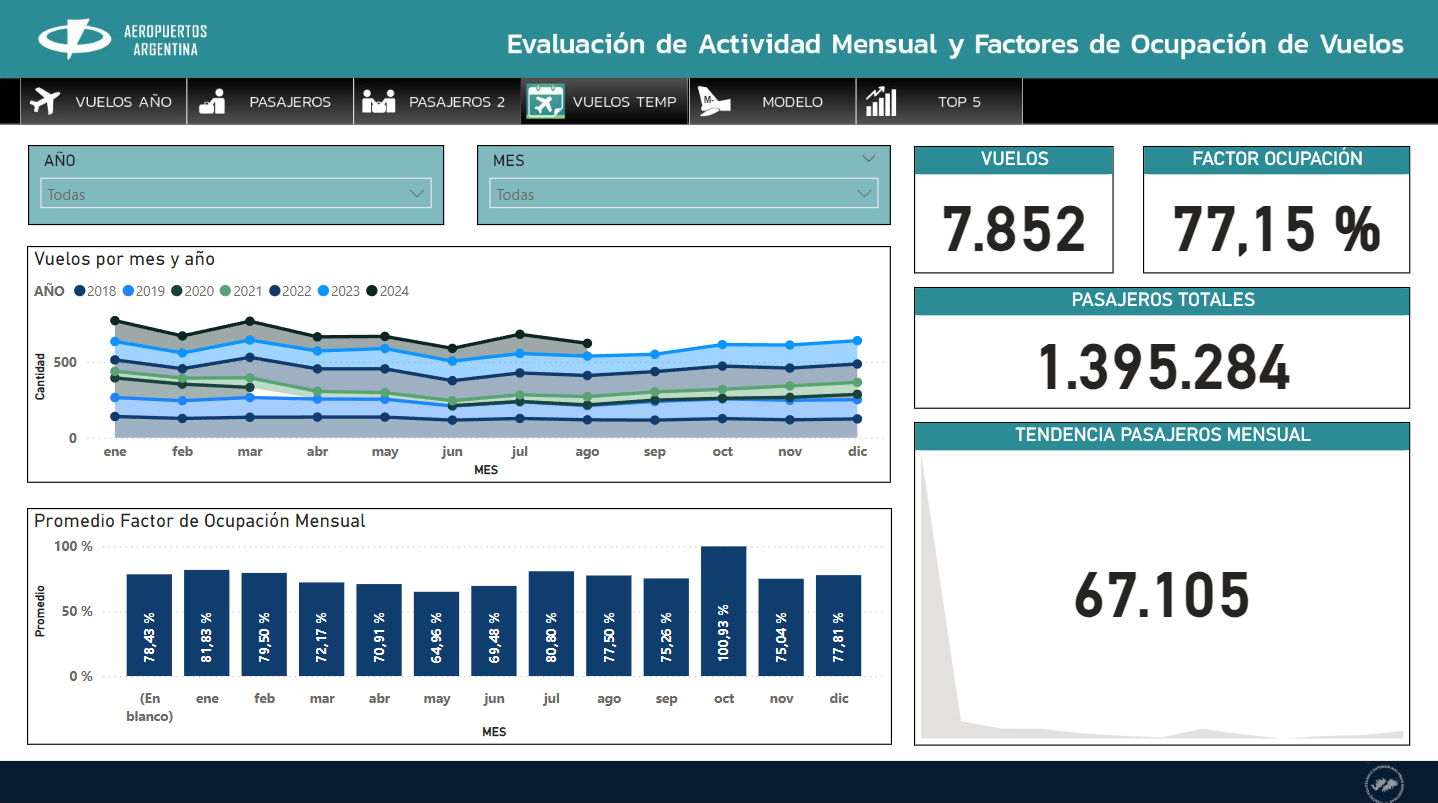 AEROPUERTOS
ARGENTINA
Evaluación de Actividad Mensual y Factores de Ocupación de Vuelos
VUELOS AÑO
PASAJEROS
PASAJEROS 2
VUELOS TEMP
M-
MODELO
TOP 5
AÑO
Todas
MES
Todas
VUELOS
7.852
FACTOR OCUPACIÓN
77,15 %
Vuelos por mes y año
AÑO 2018 2019 2020 2021 2022 2023 2024
Cantidad
500
0
ene feb mar abr may jun jul ago sep oct nov dic
MES
PASAJEROS TOTALES
1.395.284
TENDENCIA PASAJEROS MENSUAL
67.105
Promedio Factor de Ocupación Mensual
Promedio
100 %
50 %
0 %
78,43 % 81,83 % 79,50 % 72,17 % 70,91 % 64,96 % 69,48 % 80,80 % 77,50 % 75,26 % 100,93 % 75,04 % 77,81 %
(En blanco) ene feb mar abr may jun jul ago sep oct nov dic
MES